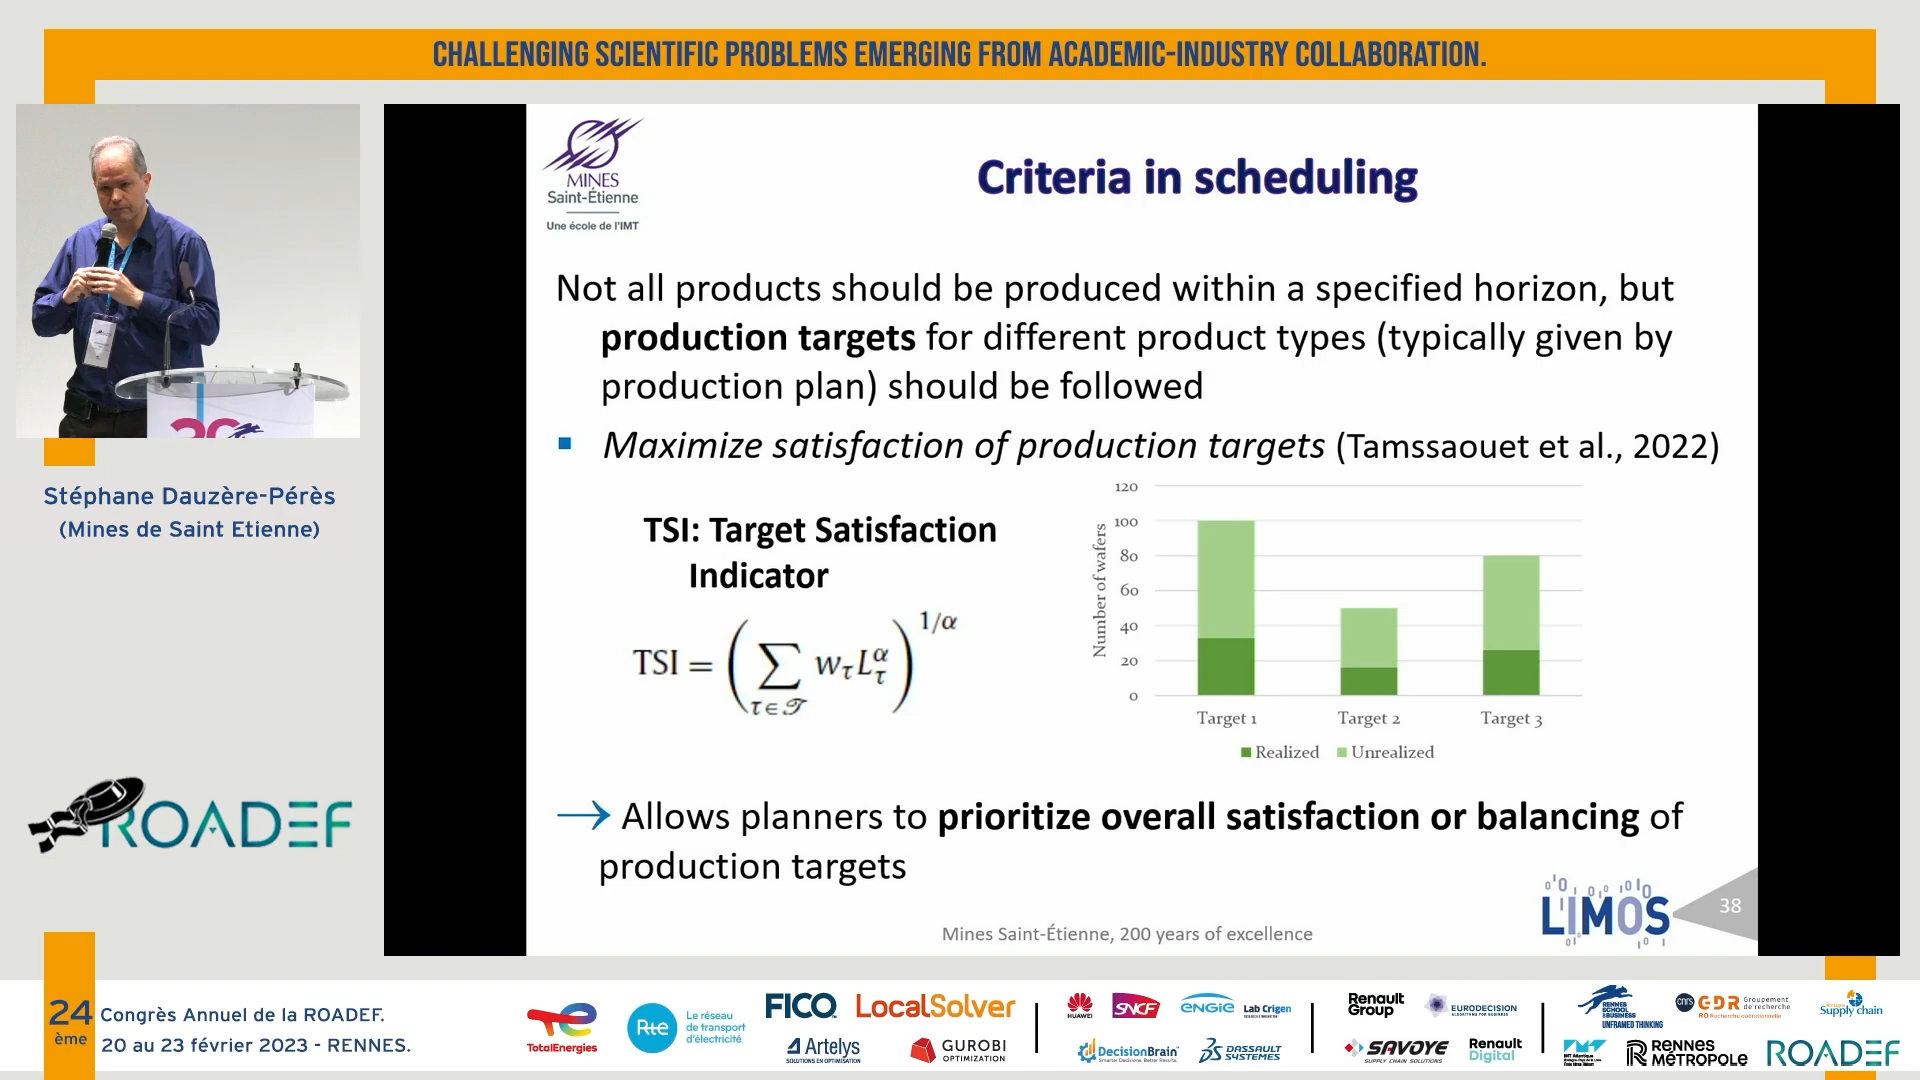 CHALLENGING SCIENTIFIC PROBLEMS EMERGING FROM ACADEMIC-INDUSTRY COLLABORATION.
Stéphane Dauzère-Pérès
(Mines de Saint Etienne)
ROADEF
MINES
Saint-Étienne
Une école de l'IMT
Criteria in scheduling
Not all products should be produced within a specified horizon, but
production targets for different product types (typically given by
production plan) should be followed
▪ Maximize satisfaction of production targets (Tamssaouet et al., 2022)
TSI: Target Satisfaction
Indicator
TSI = (∑τ∈𝒯 wτLτ^α)^1/α
Number of wafers
120
100
80
60
40
20
0
Target 1 Target 2 Target 3
Realized Unrealized
→ Allows planners to prioritize overall satisfaction or balancing of
production targets
Mines Saint-Étienne, 200 years of excellence
LIMOS
38
24
ème
Congrès Annuel de la ROADEF.
20 au 23 février 2023 - RENNES.
TotalEnergies
Rte
Le réseau
de transport
d'électricité
FICO
LocalSolver
Artelys
SOLUTIONS EN OPTIMISATION
GUROBI
OPTIMIZATION
HUAWEI
SNCF
ENGIE
Lab Crigen
DecisionBrain
Smarter Decisions. Better Results.
DASSAULT
SYSTEMES
Renault
Group
EURODECISION
SAVOYE
SUPPLY CHAIN SOLUTIONS
Renault
Digital
RENNES
SCHOOL
OF BUSINESS
UNFRAMED THINKING
cnrs
GDR
Groupement
de recherche
RO Recherche opérationnelle
Supply chain
IMT Atlantique
RENNES
MÉTROPOLE
ROADEF